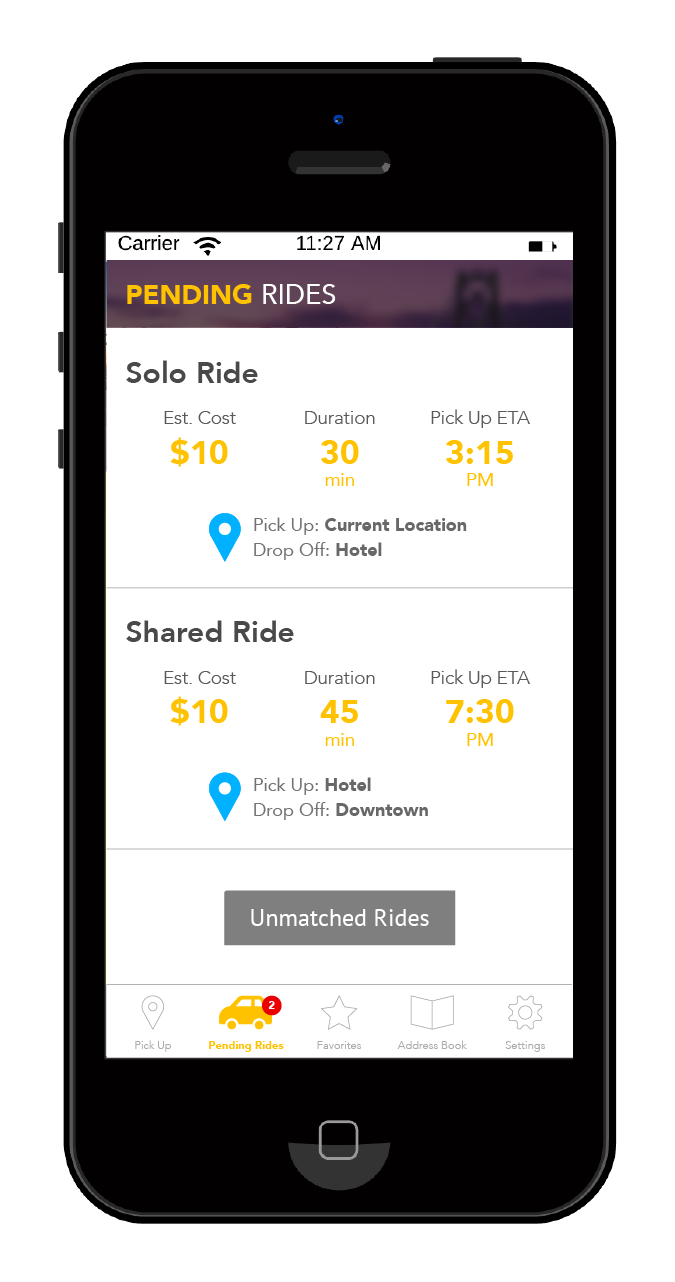 Carrier 11:27 AM
PENDING RIDES
Solo Ride
Est. Cost Duration Pick Up ETA
$10 30 3:15
min PM
Pick Up: Current Location
Drop Off: Hotel
Shared Ride
Est. Cost Duration Pick Up ETA
$10 45 7:30
min PM
Pick Up: Hotel
Drop Off: Downtown
Unmatched Rides
2
Pick Up Pending Rides Favorites Address Book Settings